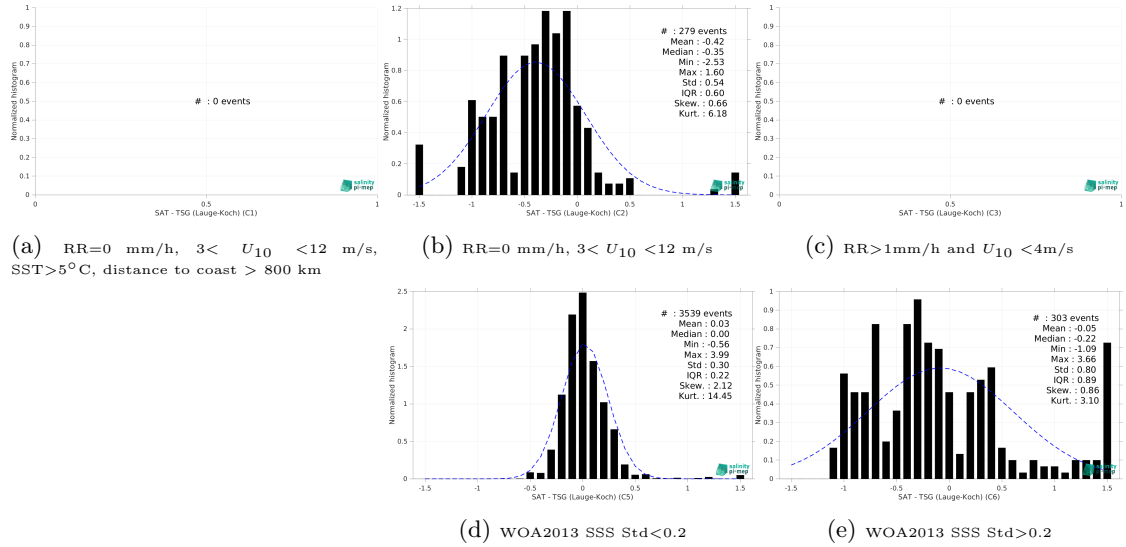 1
0.9
0.8
0.7
0.6
0.5
0.4
0.3
0.2
0.1
0
0
0.5
1
Normalized histogram
# : 0 events
salinity
pi-mep
SAT - TSG (Lauge-Koch) (C1)
(a) RR=0 mm/h, 3< U10 <12 m/s,
SST>5°C, distance to coast > 800 km
1.2
1
0.8
0.6
0.4
0.2
0
-1.5
-1
-0.5
0
0.5
1
1.5
Normalized histogram
# : 279 events
Mean : -0.42
Median : -0.35
Min : -2.53
Max : 1.60
Std : 0.54
IQR : 0.60
Skew. : 0.66
Kurt. : 6.18
salinity
pi-mep
SAT - TSG (Lauge-Koch) (C2)
(b) RR=0 mm/h, 3< U10 <12 m/s
1
0.9
0.8
0.7
0.6
0.5
0.4
0.3
0.2
0.1
0
0
0.5
1
Normalized histogram
# : 0 events
salinity
pi-mep
SAT - TSG (Lauge-Koch) (C3)
(c) RR>1mm/h and U10 <4m/s
2.5
2
1.5
1
0.5
0
-1.5
-1
-0.5
0
0.5
1
1.5
Normalized histogram
# : 3539 events
Mean : 0.03
Median : 0.00
Min : -0.56
Max : 3.99
Std : 0.30
IQR : 0.22
Skew. : 2.12
Kurt. : 14.45
salinity
pi-mep
SAT - TSG (Lauge-Koch) (C5)
(d) WOA2013 SSS Std<0.2
1
0.9
0.8
0.7
0.6
0.5
0.4
0.3
0.2
0.1
0
-1.5
-1
-0.5
0
0.5
1
1.5
Normalized histogram
# : 303 events
Mean : -0.05
Median : -0.22
Min : -1.09
Max : 3.66
Std : 0.80
IQR : 0.89
Skew. : 0.86
Kurt. : 3.10
salinity
pi-mep
SAT - TSG (Lauge-Koch) (C6)
(e) WOA2013 SSS Std>0.2